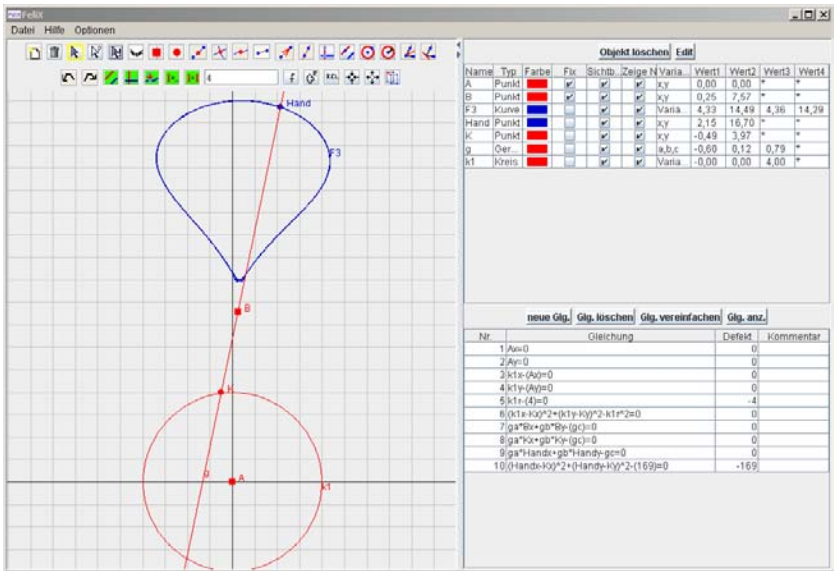 FeliX
Datei Hilfe Optionen
4
Objekt löschen Edit
Name Typ Farbe Fix Sichtb... Zeige N Varia... Wert1 Wert2 Wert3 Wert4
A Punkt x,y 0,00 0,00 * *
B Punkt x,y 0,25 7,57 * *
F3 Kurve Varia... 4,33 14,49 4,36 14,29
Hand Punkt x,y 2,15 16,70 * *
K Punkt x,y -0,49 3,97 * *
g Ger... a,b,c -0,60 0,12 0,79 *
k1 Kreis Varia... -0,00 0,00 4,00 *
Hand
F3
B
K
g
A
k1
neue Glg. Glg. löschen Glg. vereinfachen Glg. anz.
Nr. Gleichung Defekt Kommentar
1 Ax=0 0
2 Ay=0 0
3 k1x-(Ax)=0 0
4 k1y-(Ay)=0 0
5 k1r-(4)=0 -4
6 (k1x-Kx)^2+(k1y-Ky)^2-k1r^2=0 0
7 ga*Bx+gb*By-(gc)=0 0
8 ga*Kx+gb*Ky-(gc)=0 0
9 ga*Handx+gb*Handy-gc=0 0
10 (Handx-Kx)^2+(Handy-Ky)^2-(169)=0 -169